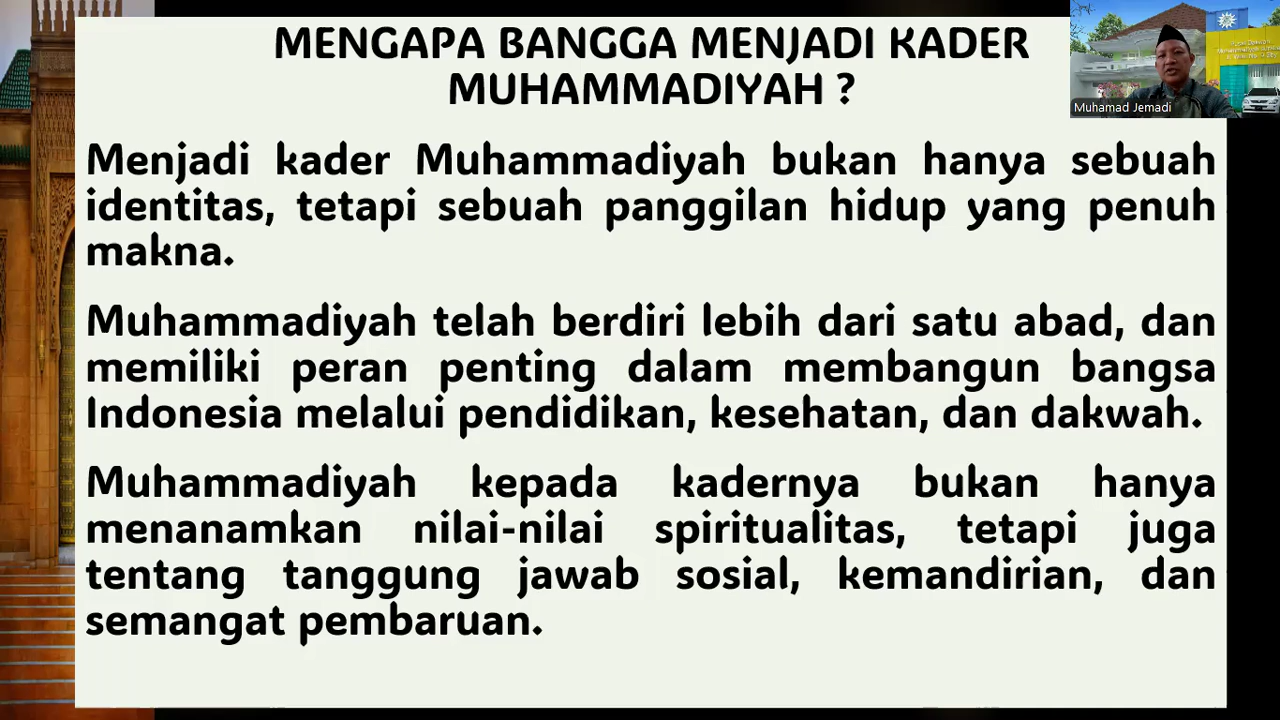 MENGAPA BANGGA MENJADI KADER
MUHAMMADIYAH ?
Muhamad Jemadi
Menjadi kader Muhammadiyah bukan hanya sebuah
identitas, tetapi sebuah panggilan hidup yang penuh
makna.
Muhammadiyah telah berdiri lebih dari satu abad, dan
memiliki peran penting dalam membangun bangsa
Indonesia melalui pendidikan, kesehatan, dan dakwah.
Muhammadiyah kepada kadernya bukan hanya
menanamkan nilai-nilai spiritualitas, tetapi juga
tentang tanggung jawab sosial, kemandirian, dan
semangat pembaruan.